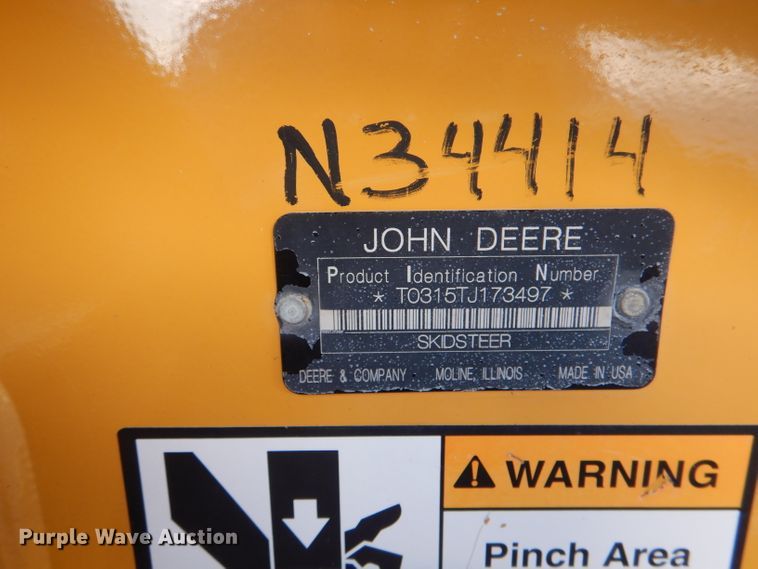 N34414
JOHN DEERE
Product Identification Number
* T0315TJ173497 *
SKIDSTEER
DEERE & COMPANY MOLINE, ILLINOIS MADE IN USA
WARNING
Pinch Area
Purple Wave Auction